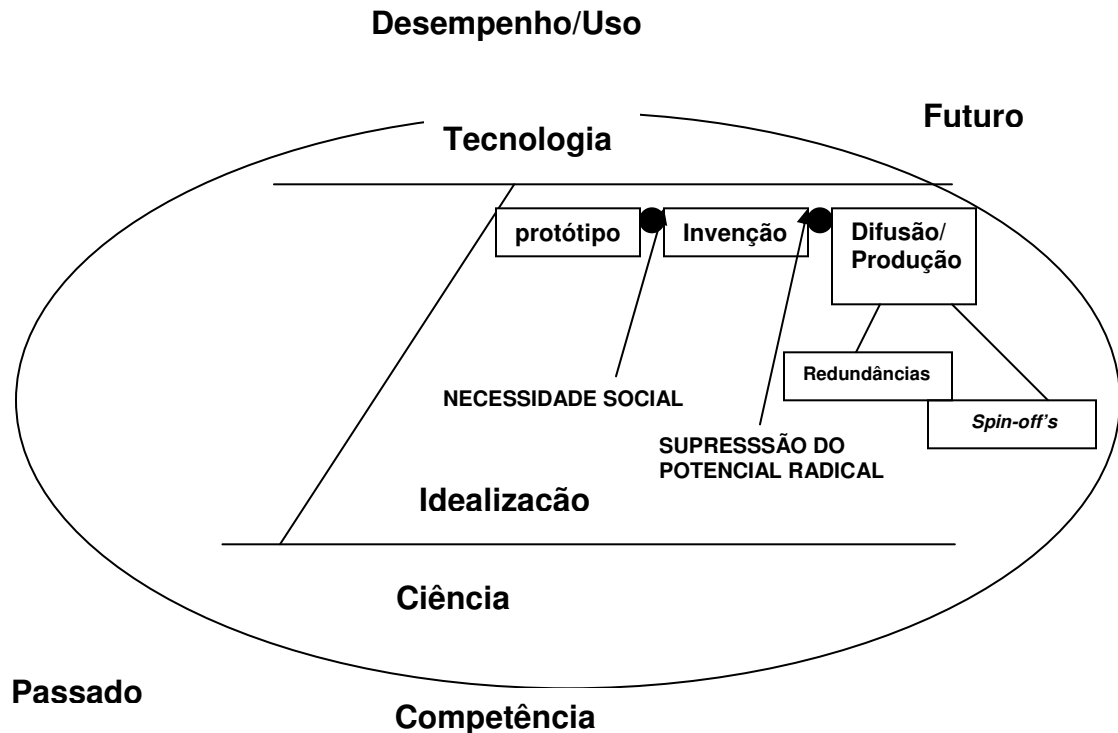 Desempenho/Uso
Futuro
Tecnologia
protótipo
Invenção
Difusão/
Produção
Redundâncias
NECESSIDADE SOCIAL
Spin-off's
SUPRESSSÃO DO
POTENCIAL RADICAL
Idealizacão
Ciência
Passado
Competência